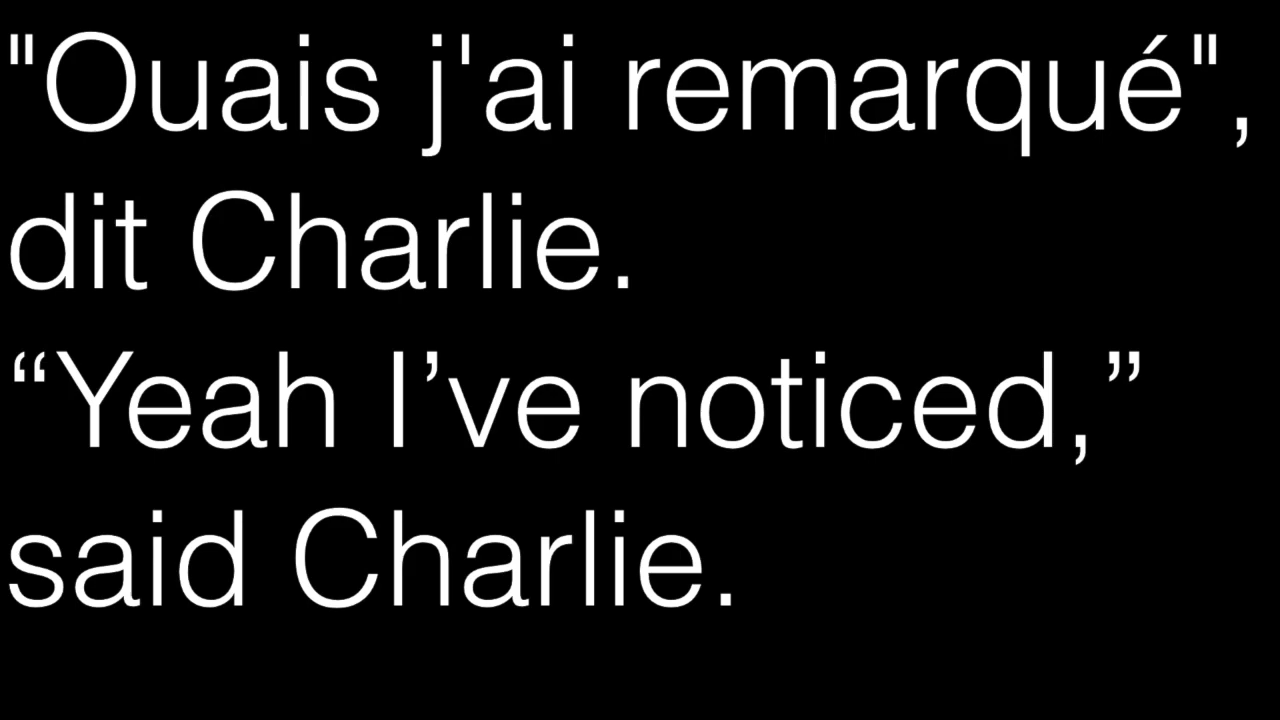 "Ouais j'ai remarqué",
dit Charlie.
“Yeah I’ve noticed,”
said Charlie.